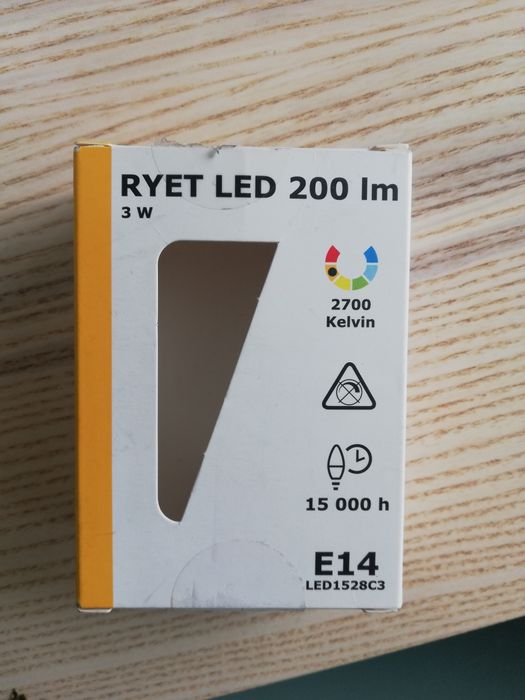 RYET LED 200 lm
3 W
2700
Kelvin
15 000 h
E14
LED1528C3